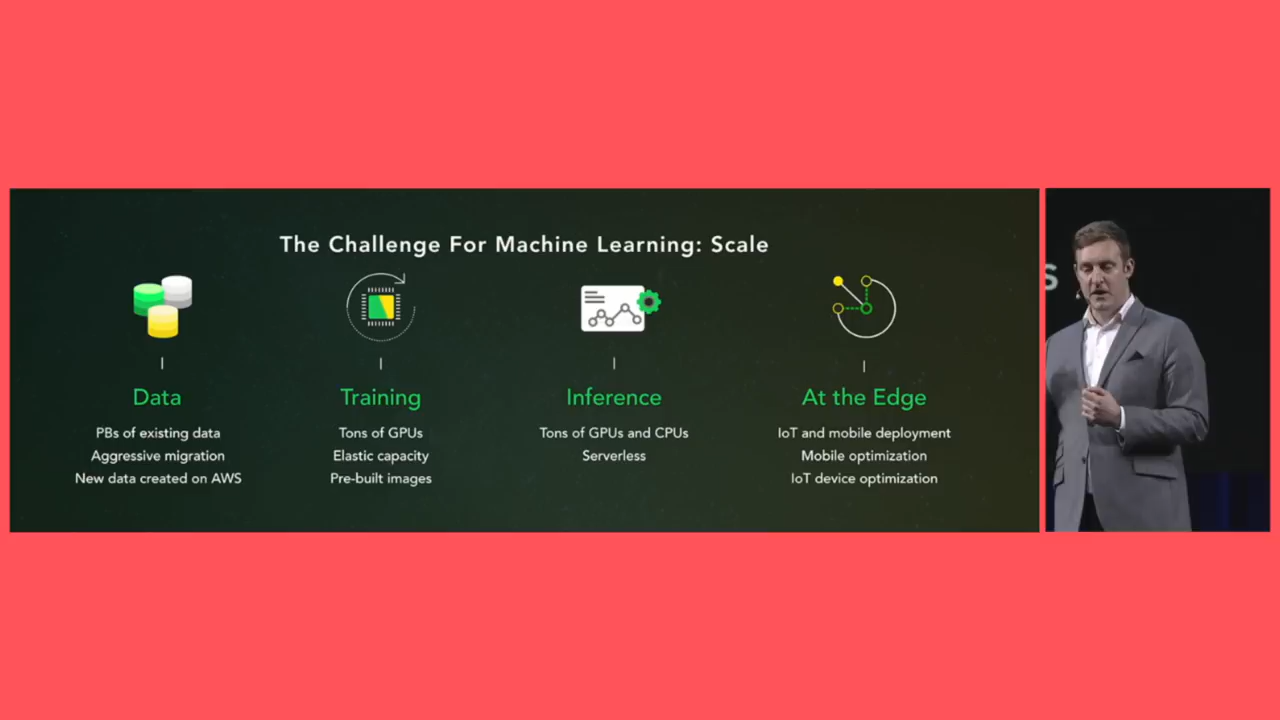 The Challenge For Machine Learning: Scale
Data
PBs of existing data
Aggressive migration
New data created on AWS
Training
Tons of GPUs
Elastic capacity
Pre-built images
Inference
Tons of GPUs and CPUs
Serverless
At the Edge
IoT and mobile deployment
Mobile optimization
IoT device optimization
S